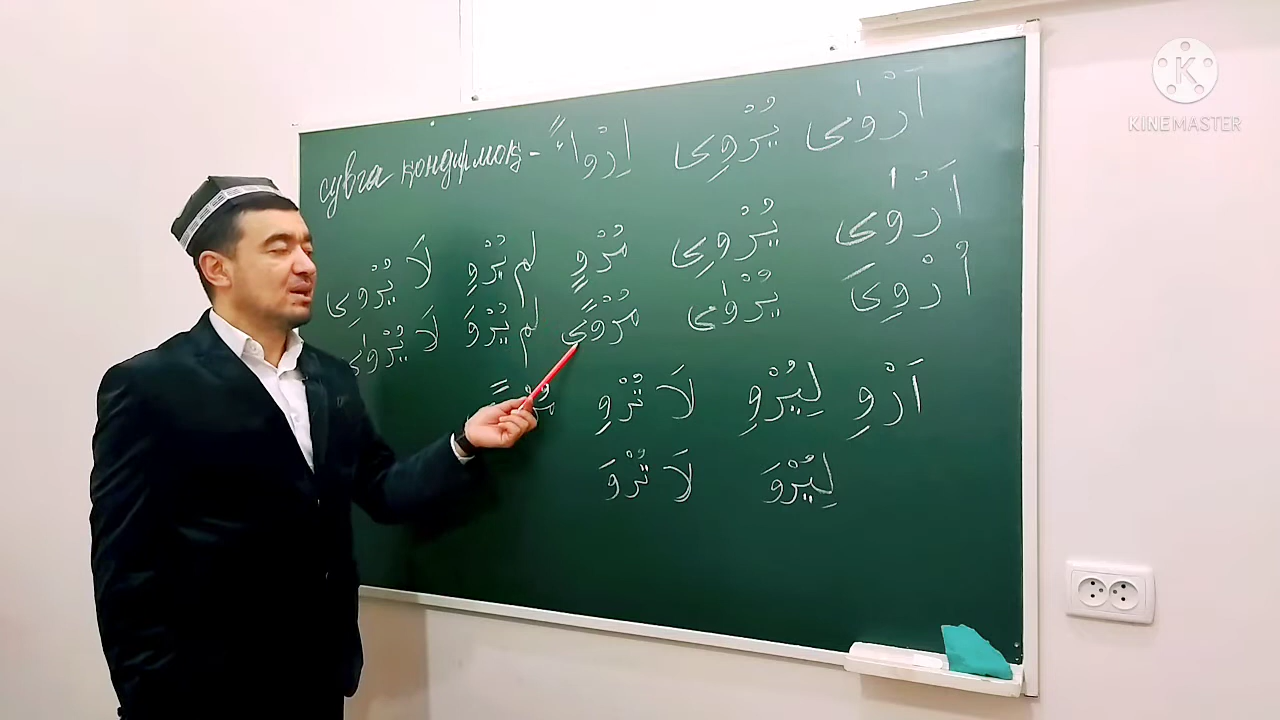 اَرْوٰى يُرْوِى اِرْوَاءً - сувга қондирмоқ
اَرْوٰى يُرْوِى مُرْوٍ لَمْ يُرْوِ لَا يُرْوِى
اُرْوِىَ يُرْوٰى مُرْوًى لَمْ يُرْوَ لَا يُرْوٰى
اَرْوِ لِيُرْوِ لَا تُرْوِ
لِيُرْوَ لَا تُرْوَ
KINEMASTER